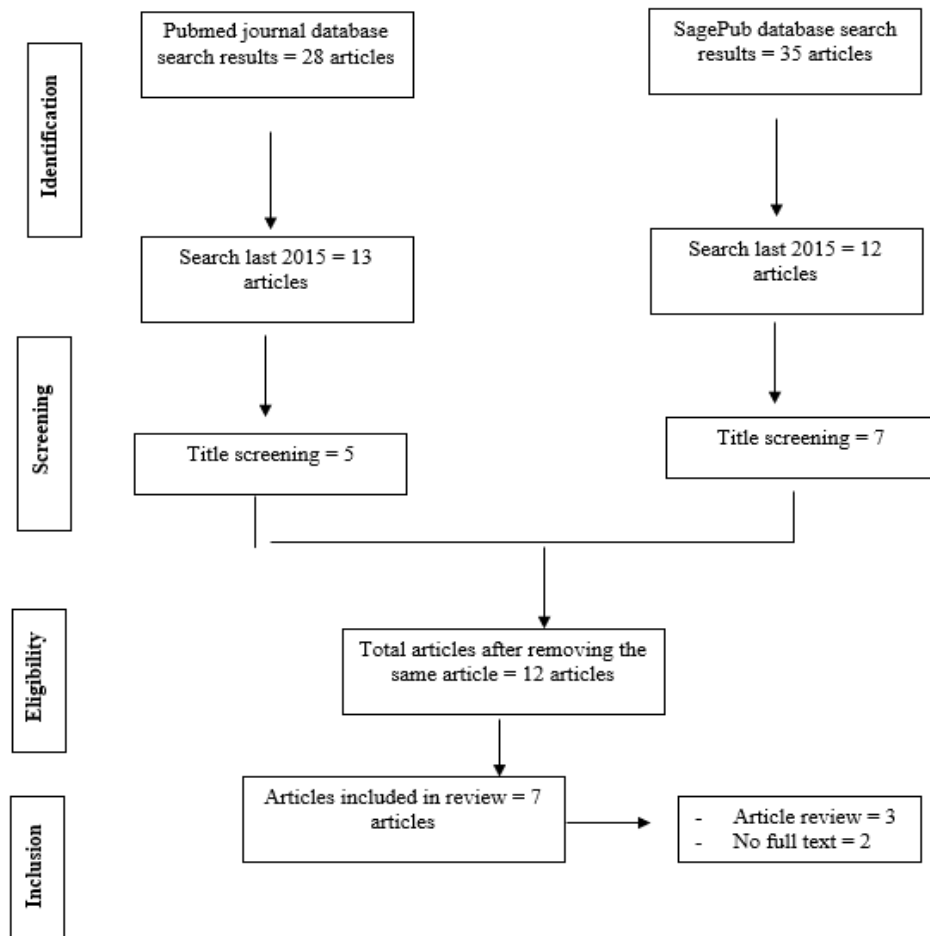 Identification
Pubmed journal database
search results = 28 articles
SagePub database search
results = 35 articles
Search last 2015 = 13
articles
Search last 2015 = 12
articles
Screening
Title screening = 5
Title screening = 7
Eligibility
Total articles after removing the
same article = 12 articles
Inclusion
Articles included in review = 7
articles
- Article review = 3
- No full text = 2